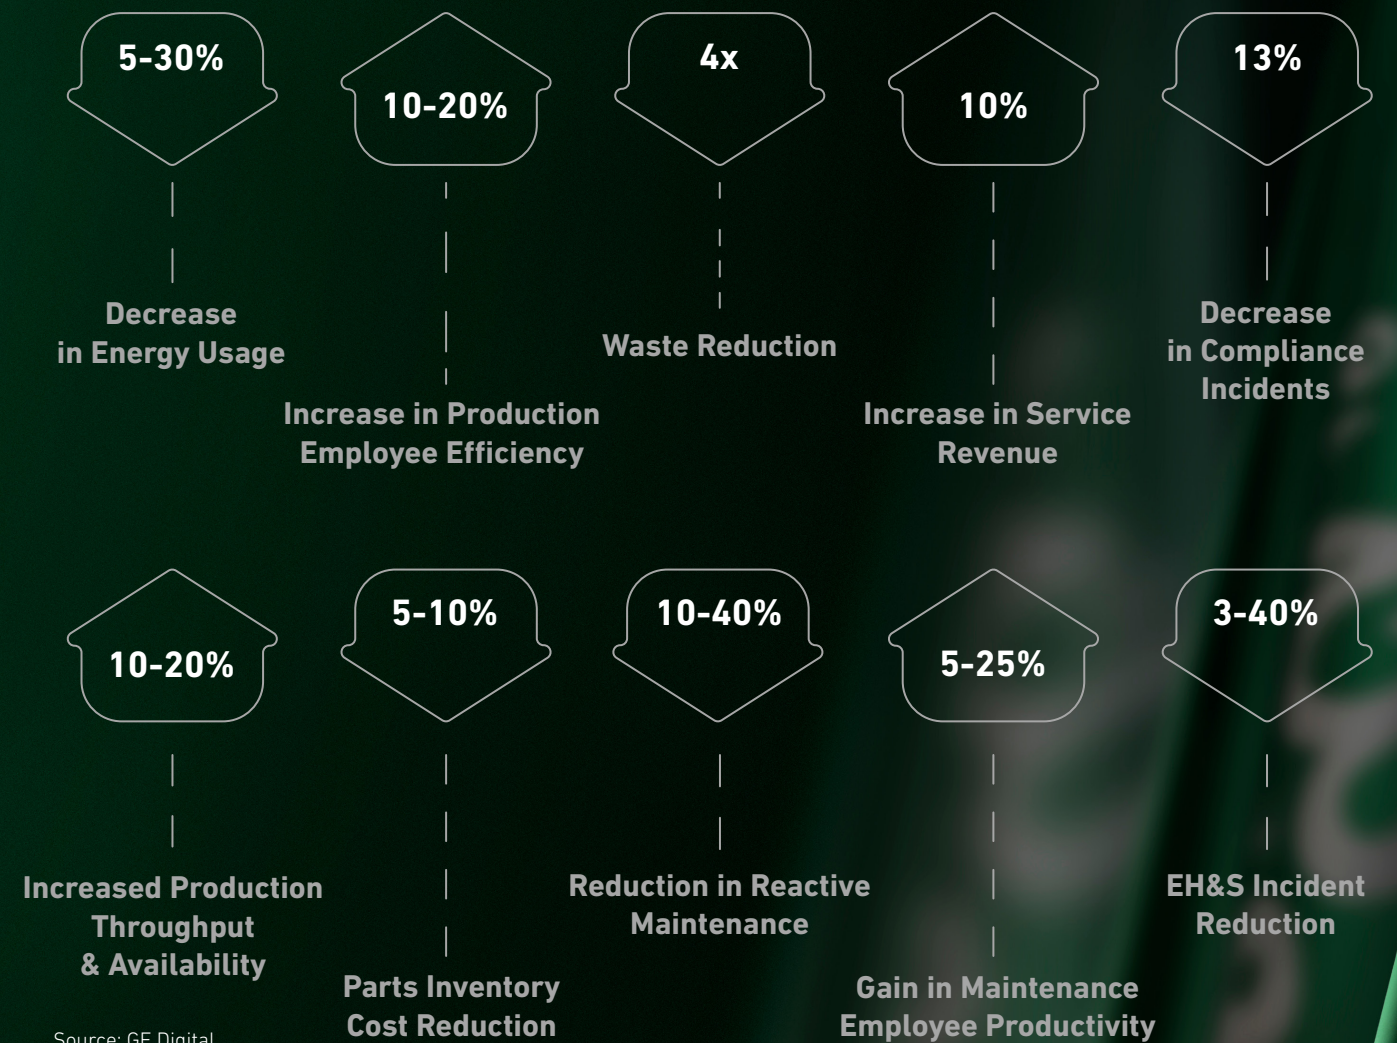 5-30%
10-20%
4x
10%
13%
Decrease
in Energy Usage
Increase in Production
Employee Efficiency
Waste Reduction
Increase in Service
Revenue
Decrease
in Compliance
Incidents
10-20%
5-10%
10-40%
5-25%
3-40%
Increased Production
Throughput
& Availability
Parts Inventory
Cost Reduction
Reduction in Reactive
Maintenance
Gain in Maintenance
Employee Productivity
EH&S Incident
Reduction
Source: GE Digital